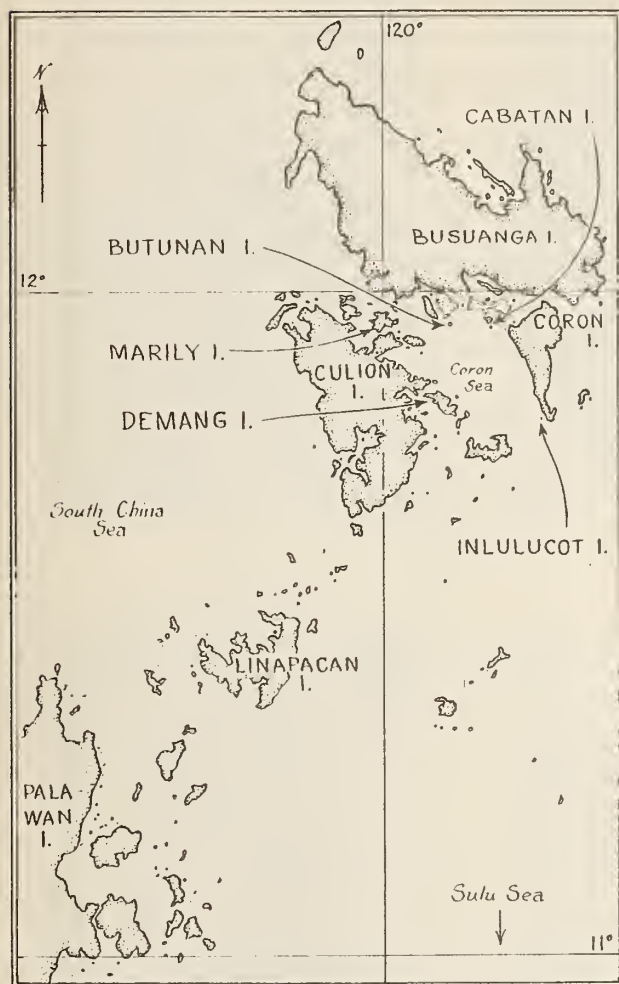 120°
N
CABATAN I.
BUSUANGA I.
BUTUNAN I.
12°
CORON
I.
MARILY I.
CULION
I.
Coron
Sea
DEMANG I.
South China
Sea
INLULUCOT I.
LINAPACAN
I.
PALA
WAN
I.
Sulu Sea
11°